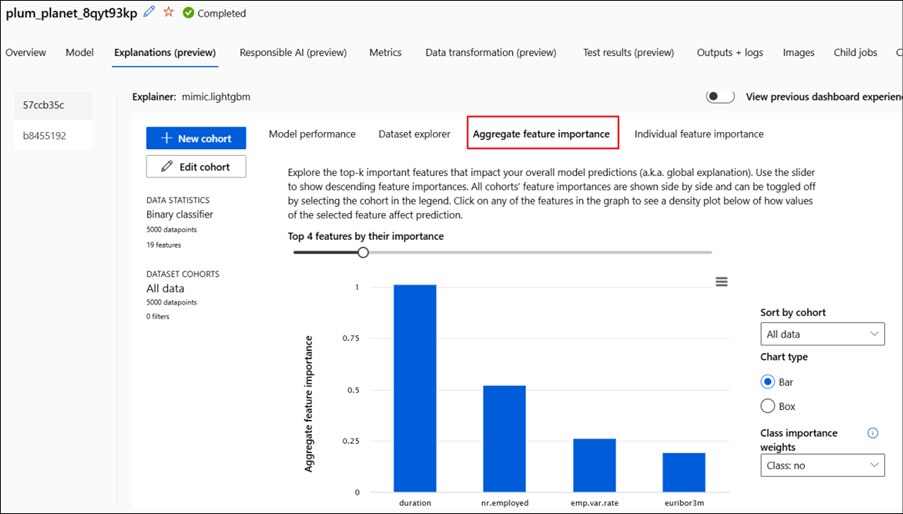 plum_planet_8qyt93kp Completed
Overview Model Explanations (preview) Responsible AI (preview) Metrics Data transformation (preview) Test results (preview) Outputs + logs Images Child jobs C
57ccb35c
b8455192
Explainer: mimic.lightgbm
View previous dashboard experien
New cohort
Edit cohort
DATA STATISTICS
Binary classifier
5000 datapoints
19 features
DATASET COHORTS
All data
5000 datapoints
0 filters
Model performance Dataset explorer Aggregate feature importance Individual feature importance
Explore the top-k important features that impact your overall model predictions (a.k.a. global explanation). Use the slider
to show descending feature importances. All cohorts' feature importances are shown side by side and can be toggled off
by selecting the cohort in the legend. Click on any of the features in the graph to see a density plot below of how values
of the selected feature affect prediction.
Top 4 features by their importance
Aggregate feature importance
1
0.75
0.5
0.25
0
duration nr.employed emp.var.rate euribor3m
Sort by cohort
All data
Chart type
Bar
Box
Class importance
weights
Class: no